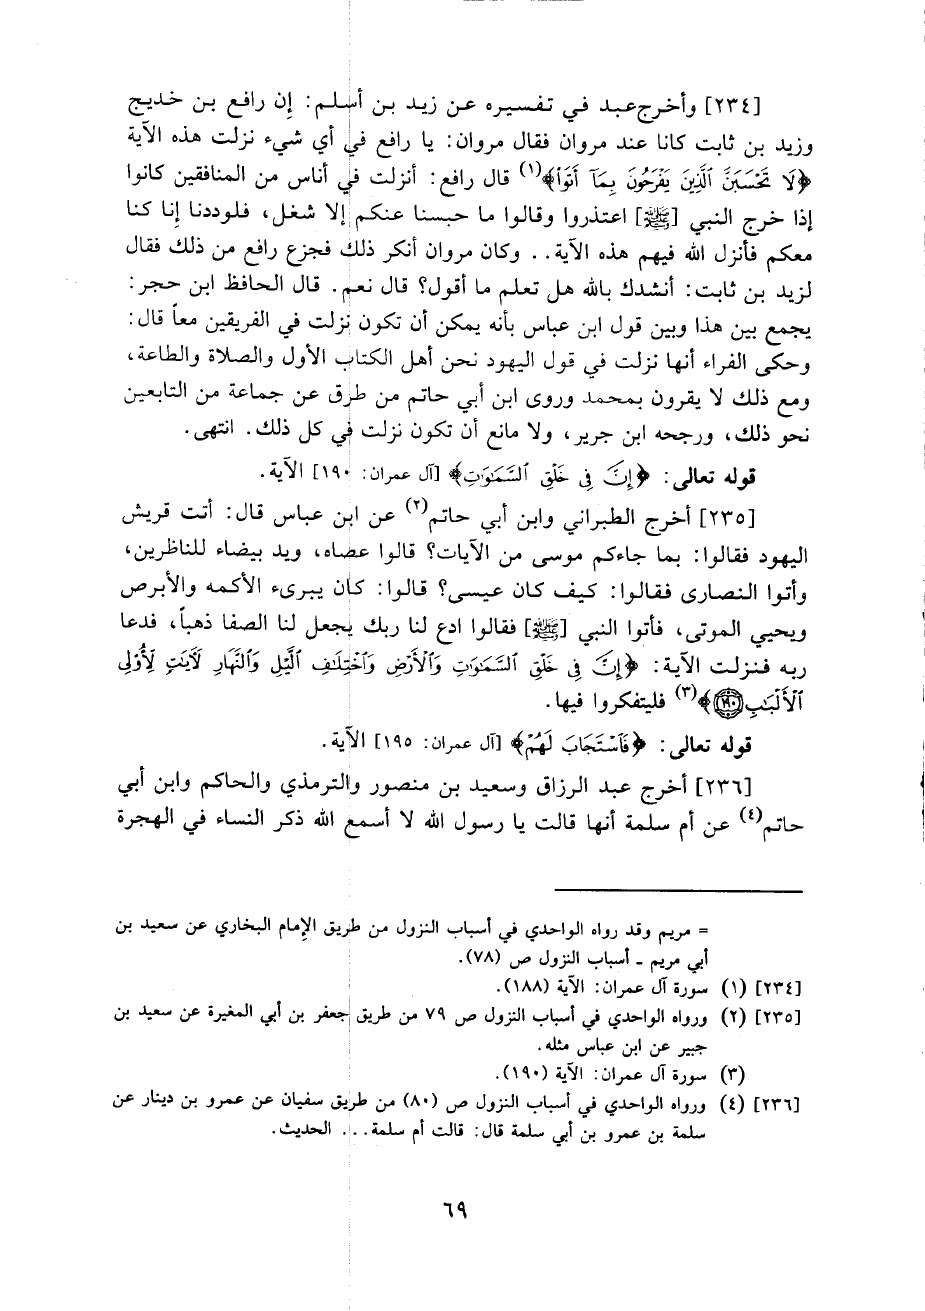 [٢٣٤] وأخرج عبد في تفسيره عن زيد بن أسلم: إن رافع بن خديج
وزيد بن ثابت كانا عند مروان فقال مروان: يا رافع في أي شيء نزلت هذه الآية
﴿لَا تَحْسَبَنَّ ٱلَّذِينَ يَفْرَحُونَ بِمَآ أَتَوا۟﴾(١) قال رافع: أنزلت في أناس من المنافقين كانوا
إذا خرج النبي [ﷺ] اعتذروا وقالوا ما حبسنا عنكم إلا شغل، فلوددنا إنا كنا
معكم فأنزل الله فيهم هذه الآية.. وكان مروان أنكر ذلك فجزع رافع من ذلك فقال
لزيد بن ثابت: أنشدك بالله هل تعلم ما أقول؟ قال نعم. قال الحافظ ابن حجر:
يجمع بين هذا وبين قول ابن عباس بأنه يمكن أن تكون نزلت في الفريقين معاً قال:
وحكى الفراء أنها نزلت في قول اليهود نحن أهل الكتاب الأول والصلاة والطاعة،
ومع ذلك لا يقرون بمحمد وروى ابن أبي حاتم من طرق عن جماعة من التابعين
نحو ذلك، ورجحه ابن جرير، ولا مانع أن تكون نزلت في كل ذلك. انتهى.
قوله تعالى: ﴿إِنَّ فِى خَلْقِ ٱلسَّمَـٰوَٰتِ﴾ [آل عمران: ١٩٠] الآية.
[٢٣٥] أخرج الطبراني وابن أبي حاتم(٢) عن ابن عباس قال: أتت قريش
اليهود فقالوا: بما جاءكم موسى من الآيات؟ قالوا عصاه، ويد بيضاء للناظرين،
وأتوا النصارى فقالوا: كيف كان عيسى؟ قالوا: كان يبرىء الأكمه والأبرص
ويحيي الموتى، فأتوا النبي [ﷺ] فقالوا ادع لنا ربك يجعل لنا الصفا ذهباً، فدعا
ربه فنزلت الآية: ﴿إِنَّ فِى خَلْقِ ٱلسَّمَـٰوَٰتِ وَٱلْأَرْضِ وَٱخْتِلَـٰفِ ٱلَّيْلِ وَٱلنَّهَارِ لَـَٔايَـٰتٍ لِّأُو۟لِى
ٱلْأَلْبَـٰبِ ١٩٠﴾(٣) فليتفكروا فيها.
قوله تعالى: ﴿فَٱسْتَجَابَ لَهُمْ﴾ [آل عمران: ١٩٥] الآية.
[٢٣٦] أخرج عبد الرزاق وسعيد بن منصور والترمذي والحاكم وابن أبي
حاتم(٤) عن أم سلمة أنها قالت يا رسول الله لا أسمع الله ذكر النساء في الهجرة
= مريم وقد رواه الواحدي في أسباب النزول من طريق الإمام البخاري عن سعيد بن
أبي مريم ـ أسباب النزول ص (٧٨).
[٢٣٤] (١) سورة آل عمران: الآية (١٨٨).
[٢٣٥] (٢) ورواه الواحدي في أسباب النزول ص ٧٩ من طريق جعفر بن أبي المغيرة عن سعيد بن
جبير عن ابن عباس مثله.
(٣) سورة آل عمران: الآية (١٩٠).
[٢٣٦] (٤) ورواه الواحدي في أسباب النزول ص (٨٠) من طريق سفيان عن عمرو بن دينار عن
سلمة بن عمرو بن أبي سلمة قال: قالت أم سلمة... الحديث.
٦٩